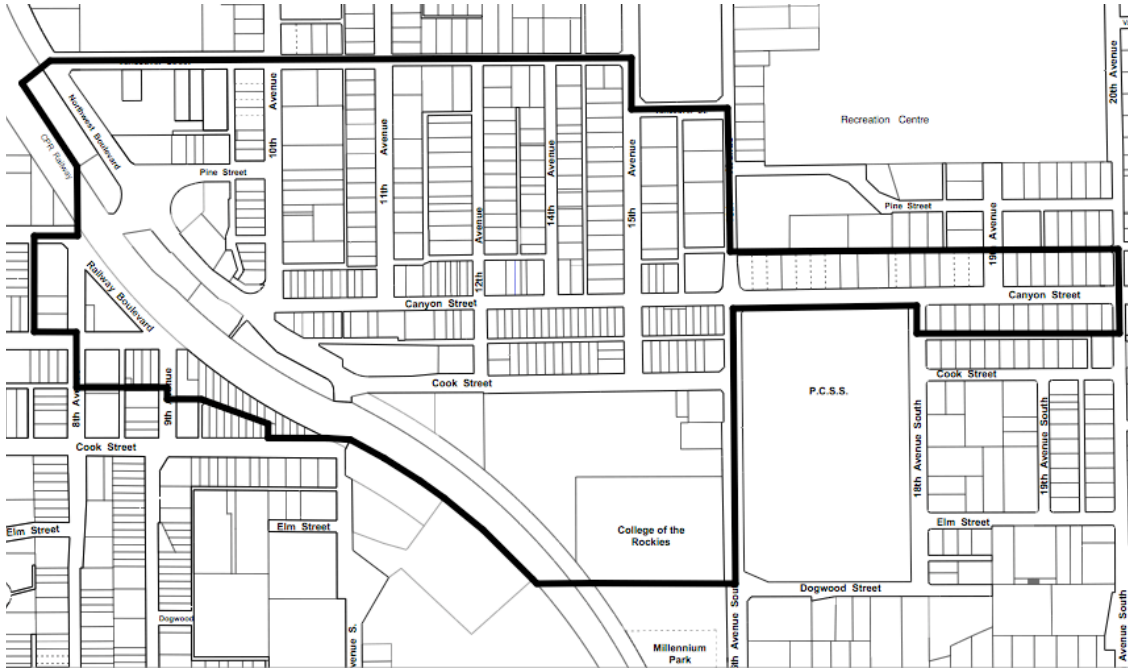 20th Avenue
10th Avenue
Northwest Boulevard
Recreation Centre
11th Avenue
14th Avenue
15th Avenue
CPR Railway
Pine Street
Pine Street
12th Avenue
19th Avenue
Railway Boulevard
Canyon Street
Canyon Street
Cook Street
Cook Street
P.C.S.S.
8th Avenue
9th Avenue
Cook Street
18th Avenue South
19th Avenue South
Elm Street
Elm Street
Elm Street
College of the
Rockies
Dogwood Street
Dogwood
Avenue S.
Millennium
Park
Avenue South